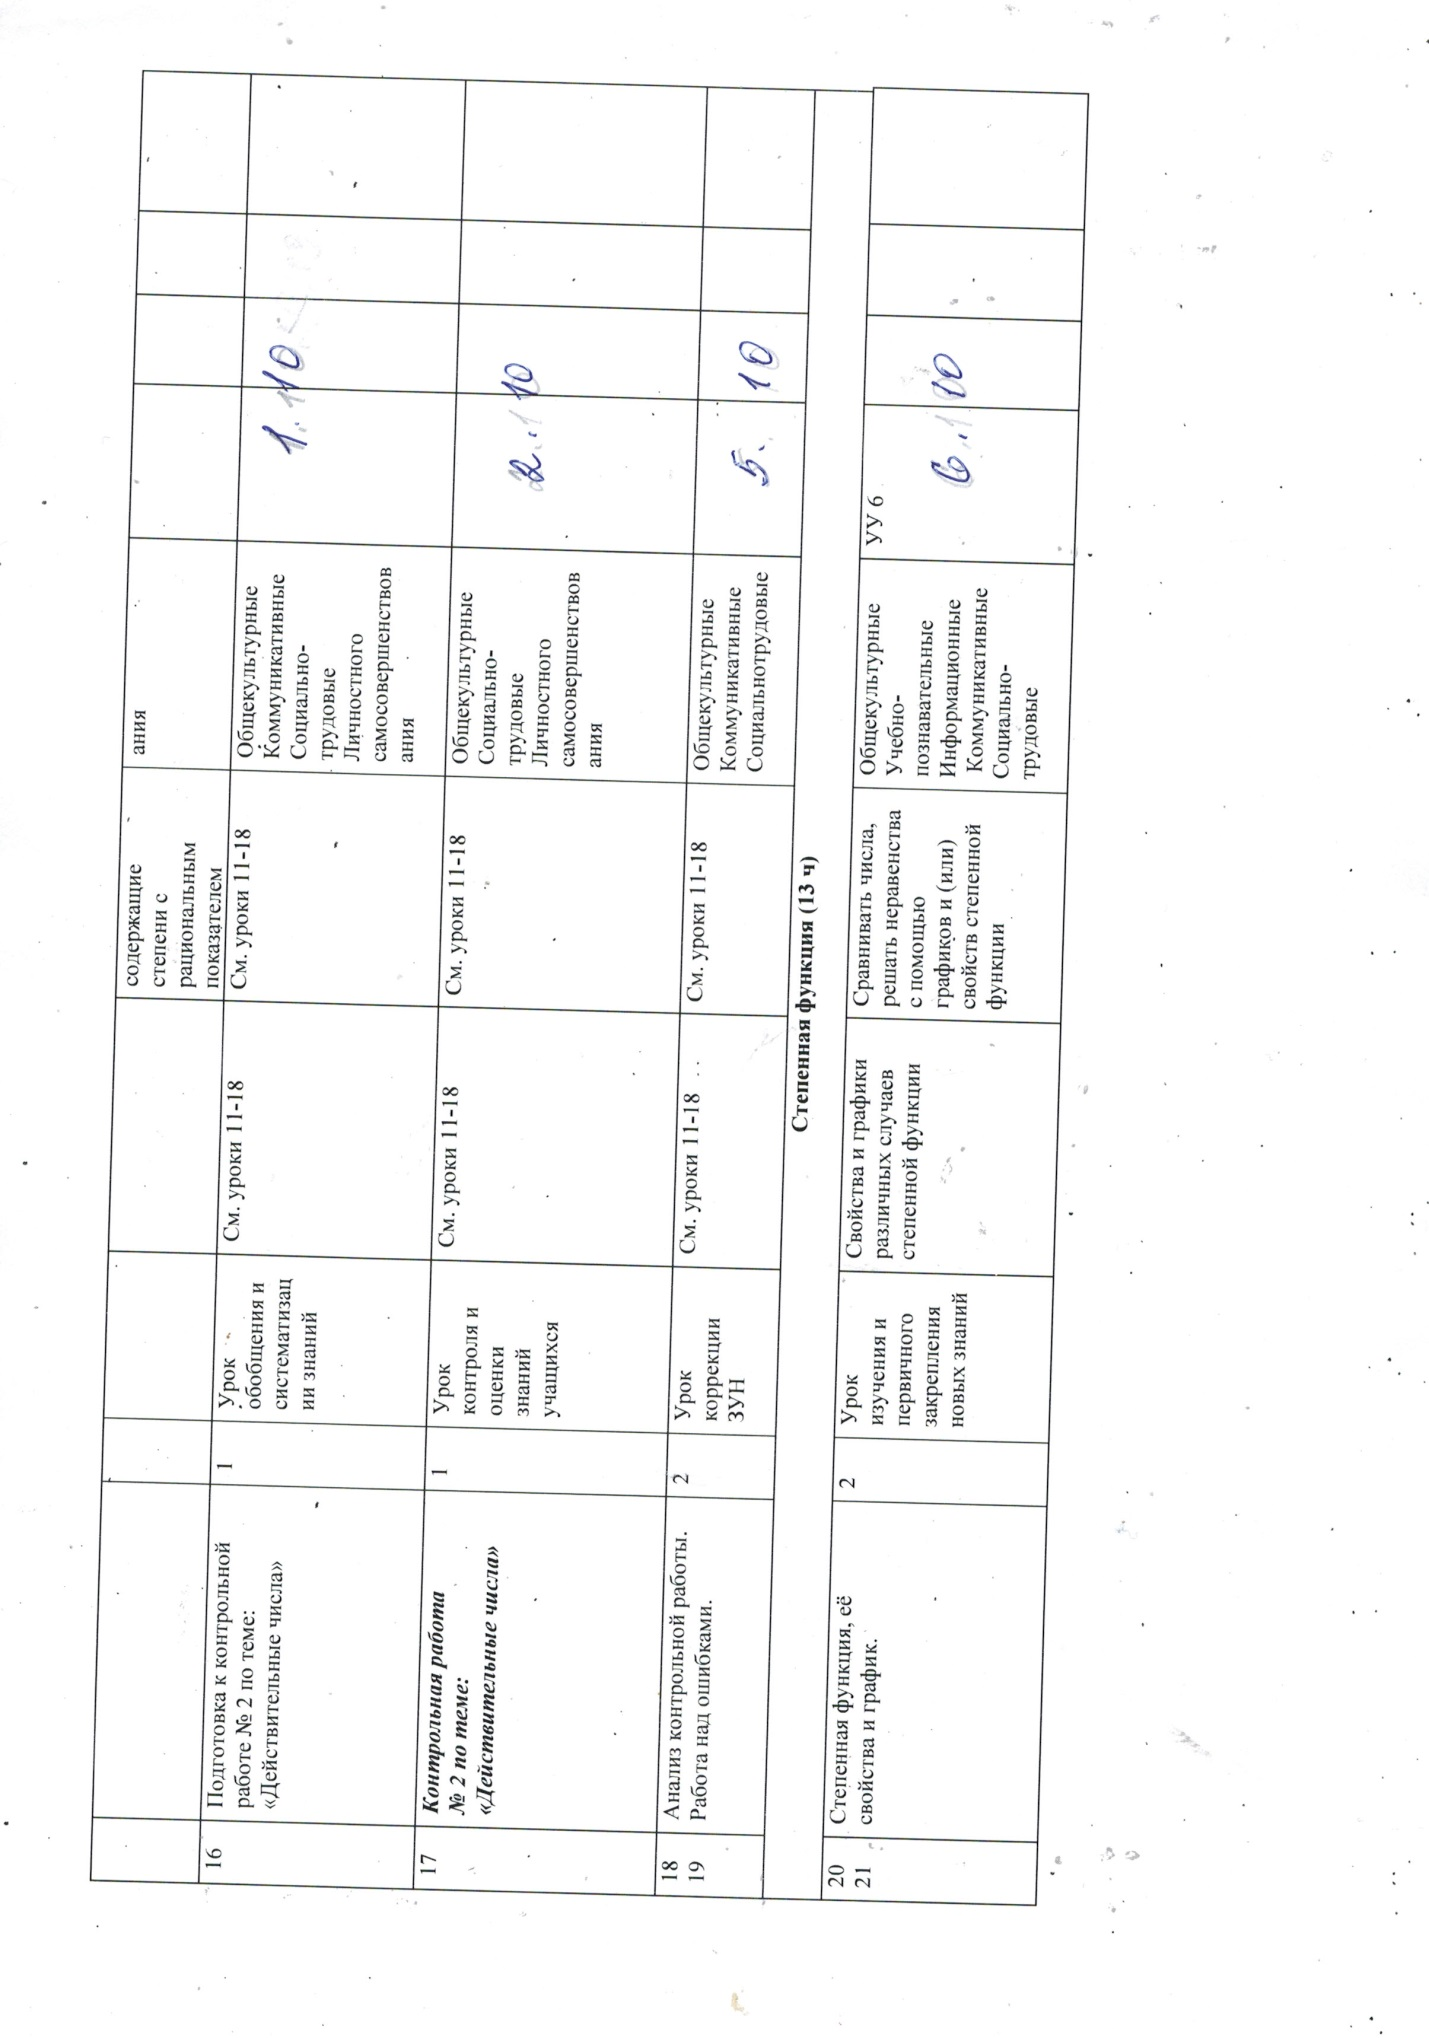 содержащие
степени с
рациональным
показателем
ания
16
Подготовка к контрольной
работе № 2 по теме:
«Действительные числа»
1
Урок
обобщения и
систематизац
ии знаний
См. уроки 11-18
См. уроки 11-18
Общекультурные
Коммуникативные
Социально-
трудовые
Личностного
самосовершенствов
ания
1. 10
17
Контрольная работа
№ 2 по теме:
«Действительные числа»
1
Урок
контроля и
оценки
знаний
учащихся
См. уроки 11-18
См. уроки 11-18
Общекультурные
Социально-
трудовые
Личностного
самосовершенствов
ания
2. 10
18
19
Анализ контрольной работы.
Работа над ошибками.
2
Урок
коррекции
ЗУН
См. уроки 11-18
См. уроки 11-18
Общекультурные
Коммуникативные
Социальнотрудовые
5. 10
Степенная функция (13 ч)
20
21
Степенная функция, её
свойства и график.
2
Урок
изучения и
первичного
закрепления
новых знаний
Свойства и графики
различных случаев
степенной функции
Сравнивать числа,
решать неравенства
с помощью
графиков и (или)
свойств степенной
функции
Общекультурные
Учебно-
познавательные
Информационные
Коммуникативные
Социально-
трудовые
УУ 6
6. 10